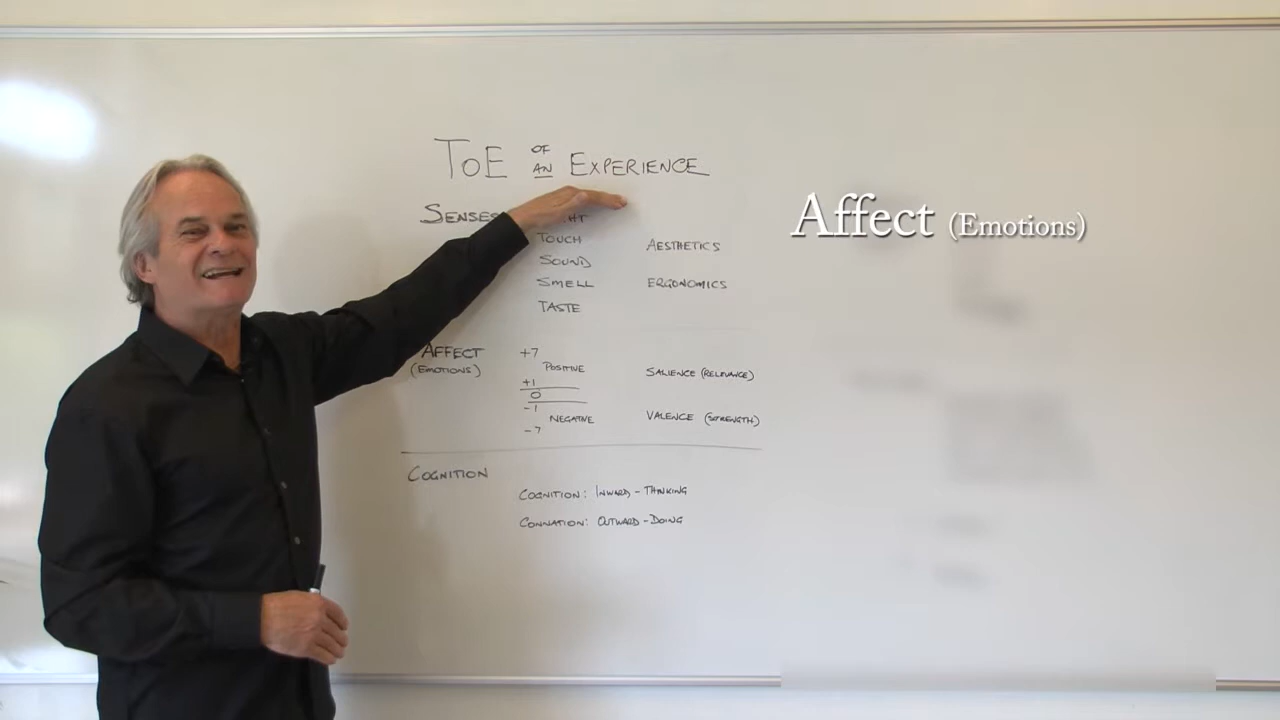 ToE OF AN EXPERIENCE
SENSES
TOUCH AESTHETICS
SOUND
SMELL ERGONOMICS
TASTE
AFFECT +7
(EMOTIONS) POSITIVE SALIENCE (RELEVANCE)
+1
0
-1
NEGATIVE VALENCE (STRENGTH)
-7
COGNITION
COGNITION: INWARD - THINKING
CONNATION: OUTWARD - DOING
Affect (Emotions)